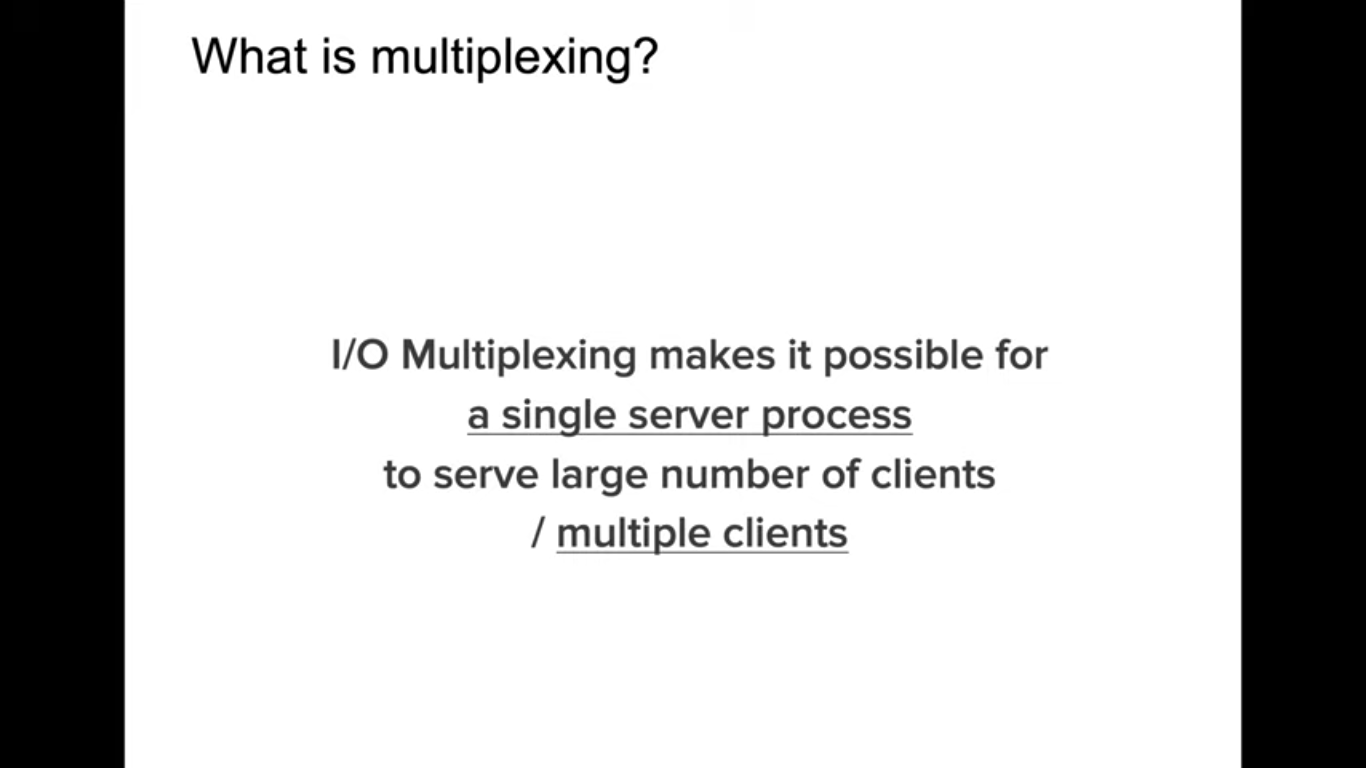 What is multiplexing?
I/O Multiplexing makes it possible for
a single server process
to serve large number of clients
/ multiple clients